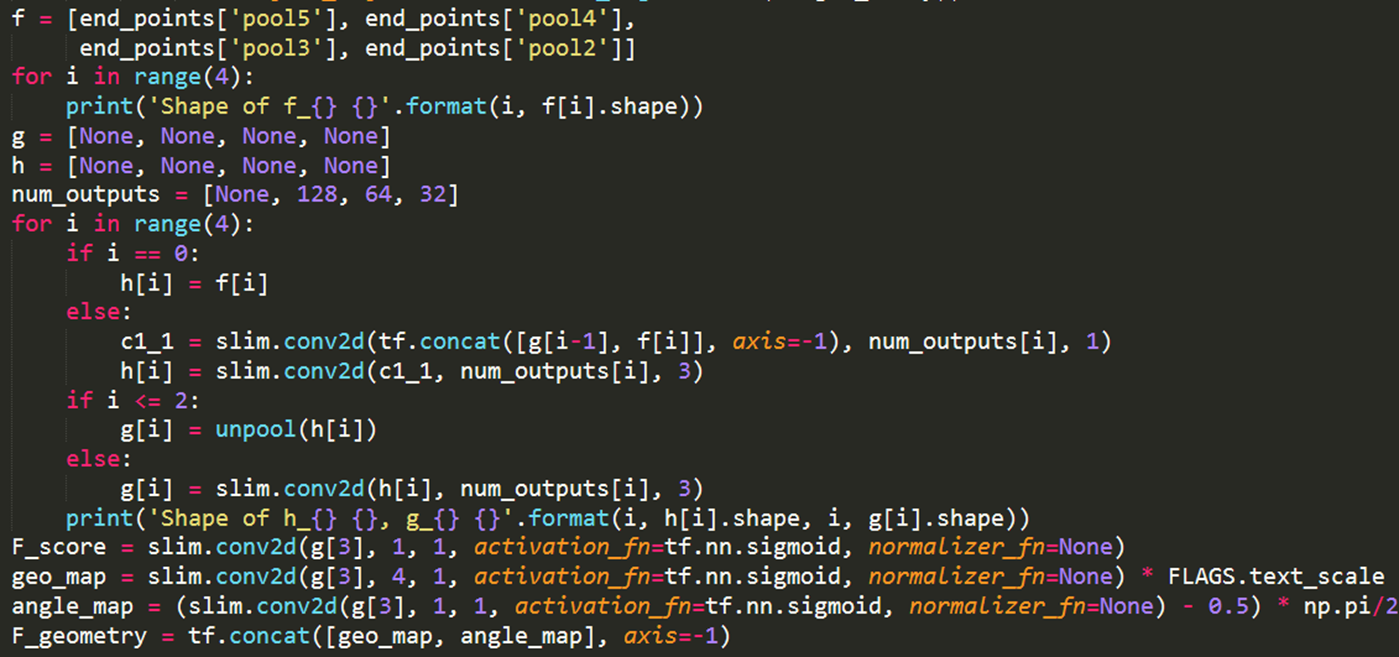 f = [end_points['pool5'], end_points['pool4'],
     end_points['pool3'], end_points['pool2']]
for i in range(4):
    print('Shape of f_{} {}'.format(i, f[i].shape))
g = [None, None, None, None]
h = [None, None, None, None]
num_outputs = [None, 128, 64, 32]
for i in range(4):
    if i == 0:
        h[i] = f[i]
    else:
        c1_1 = slim.conv2d(tf.concat([g[i-1], f[i]], axis=-1), num_outputs[i], 1)
        h[i] = slim.conv2d(c1_1, num_outputs[i], 3)
    if i <= 2:
        g[i] = unpool(h[i])
    else:
        g[i] = slim.conv2d(h[i], num_outputs[i], 3)
    print('Shape of h_{} {}, g_{} {}'.format(i, h[i].shape, i, g[i].shape))
F_score = slim.conv2d(g[3], 1, 1, activation_fn=tf.nn.sigmoid, normalizer_fn=None)
geo_map = slim.conv2d(g[3], 4, 1, activation_fn=tf.nn.sigmoid, normalizer_fn=None) * FLAGS.text_scale
angle_map = (slim.conv2d(g[3], 1, 1, activation_fn=tf.nn.sigmoid, normalizer_fn=None) - 0.5) * np.pi/2
F_geometry = tf.concat([geo_map, angle_map], axis=-1)